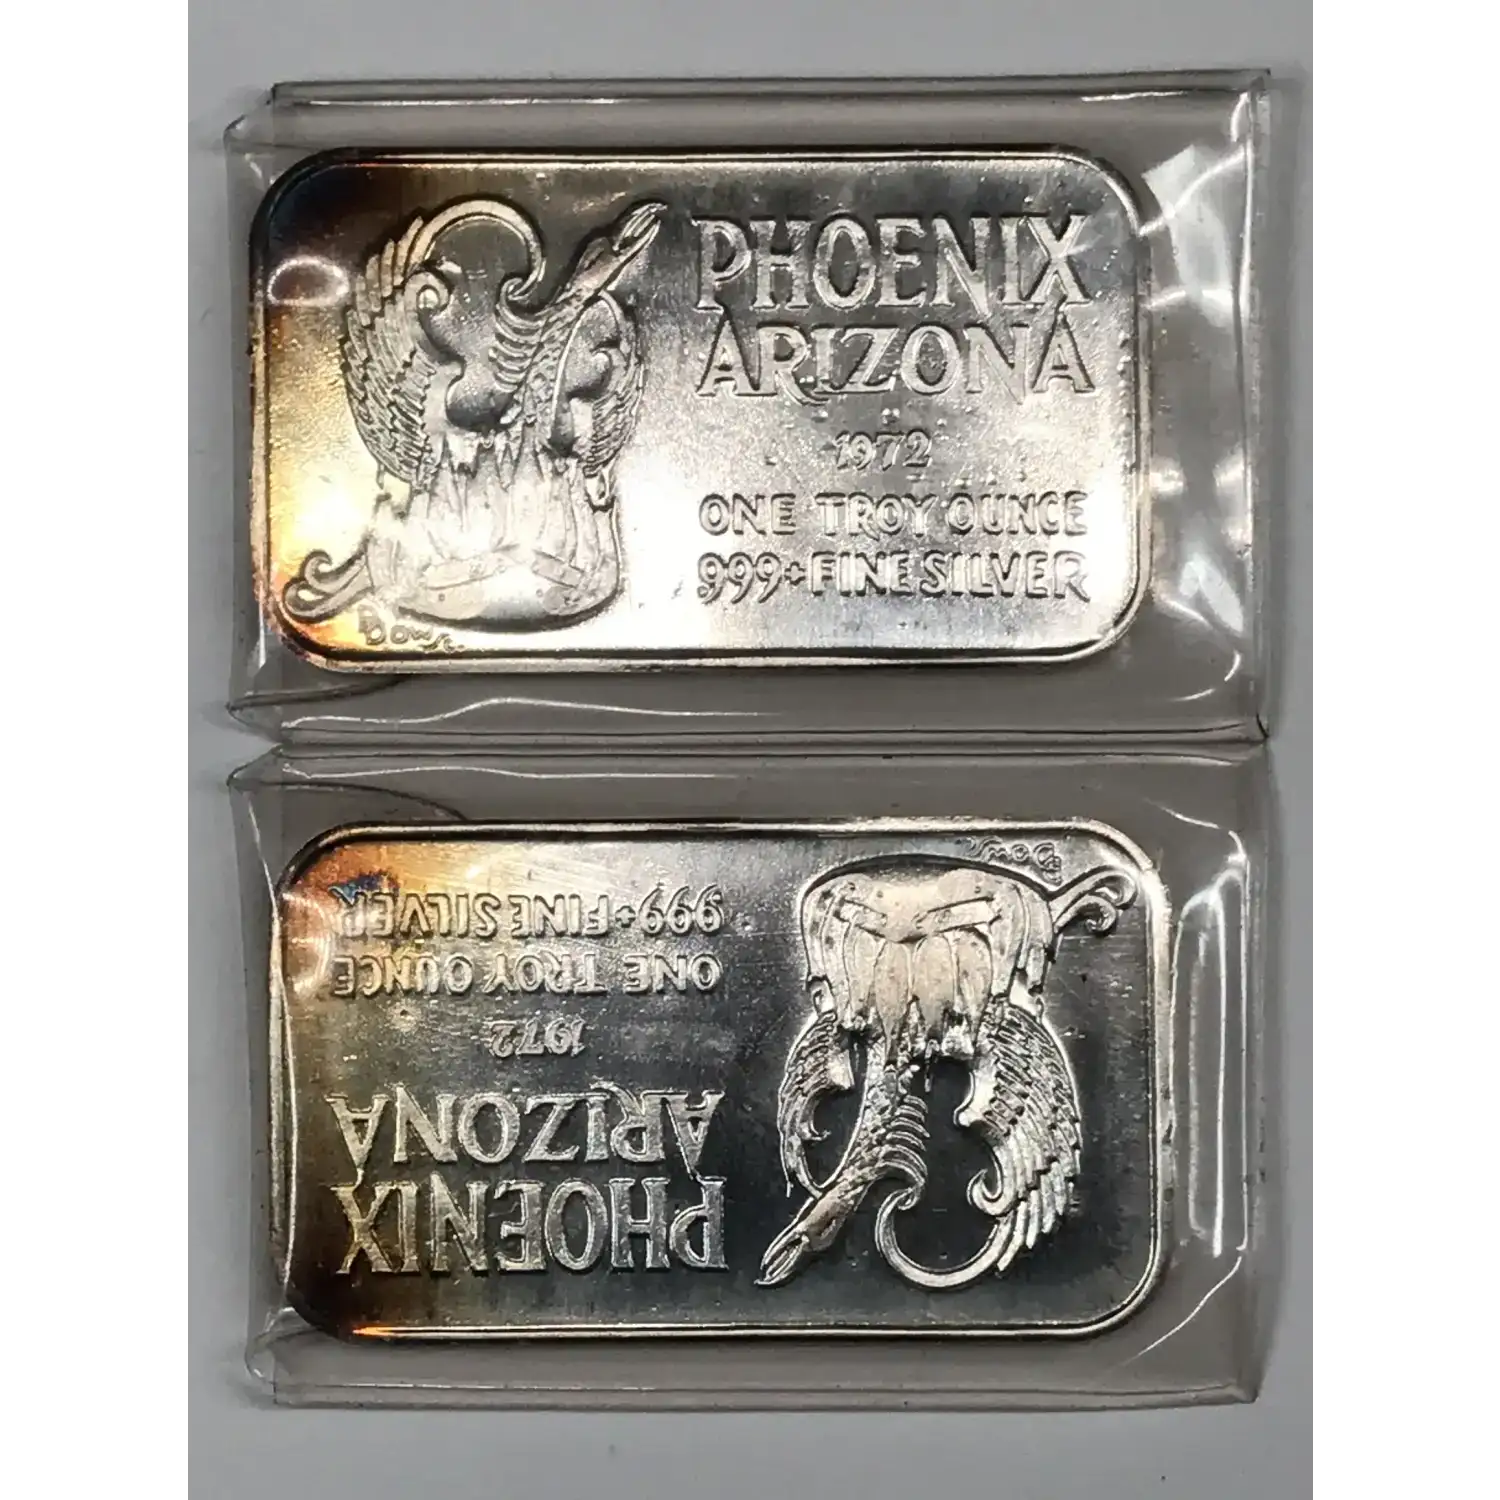 PHOENIX
ARIZONA
1972
ONE TROY OUNCE
999+FINE SILVER
999+FINE SILVER
ONE TROY OUNCE
1972
ARIZONA
PHOENIX